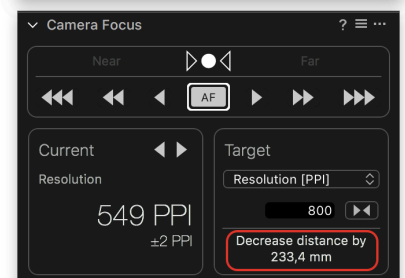 Camera Focus ?
Near Far
AF
Current
Resolution
549 PPI
±2 PPI
Target
Resolution [PPI]
800
Decrease distance by
233,4 mm